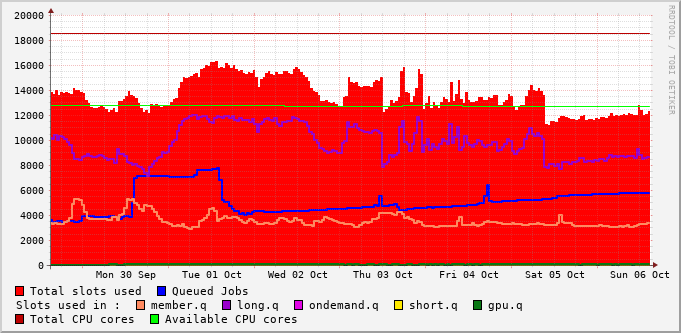 20000
18000
16000
14000
12000
10000
8000
6000
4000
2000
0
Mon 30 Sep Tue 01 Oct Wed 02 Oct Thu 03 Oct Fri 04 Oct Sat 05 Oct Sun 06 Oct
Total slots used Queued Jobs
Slots used in : member.q long.q ondemand.q short.q gpu.q
Total CPU cores Available CPU cores
RRDTOOL / TOBI OETIKER